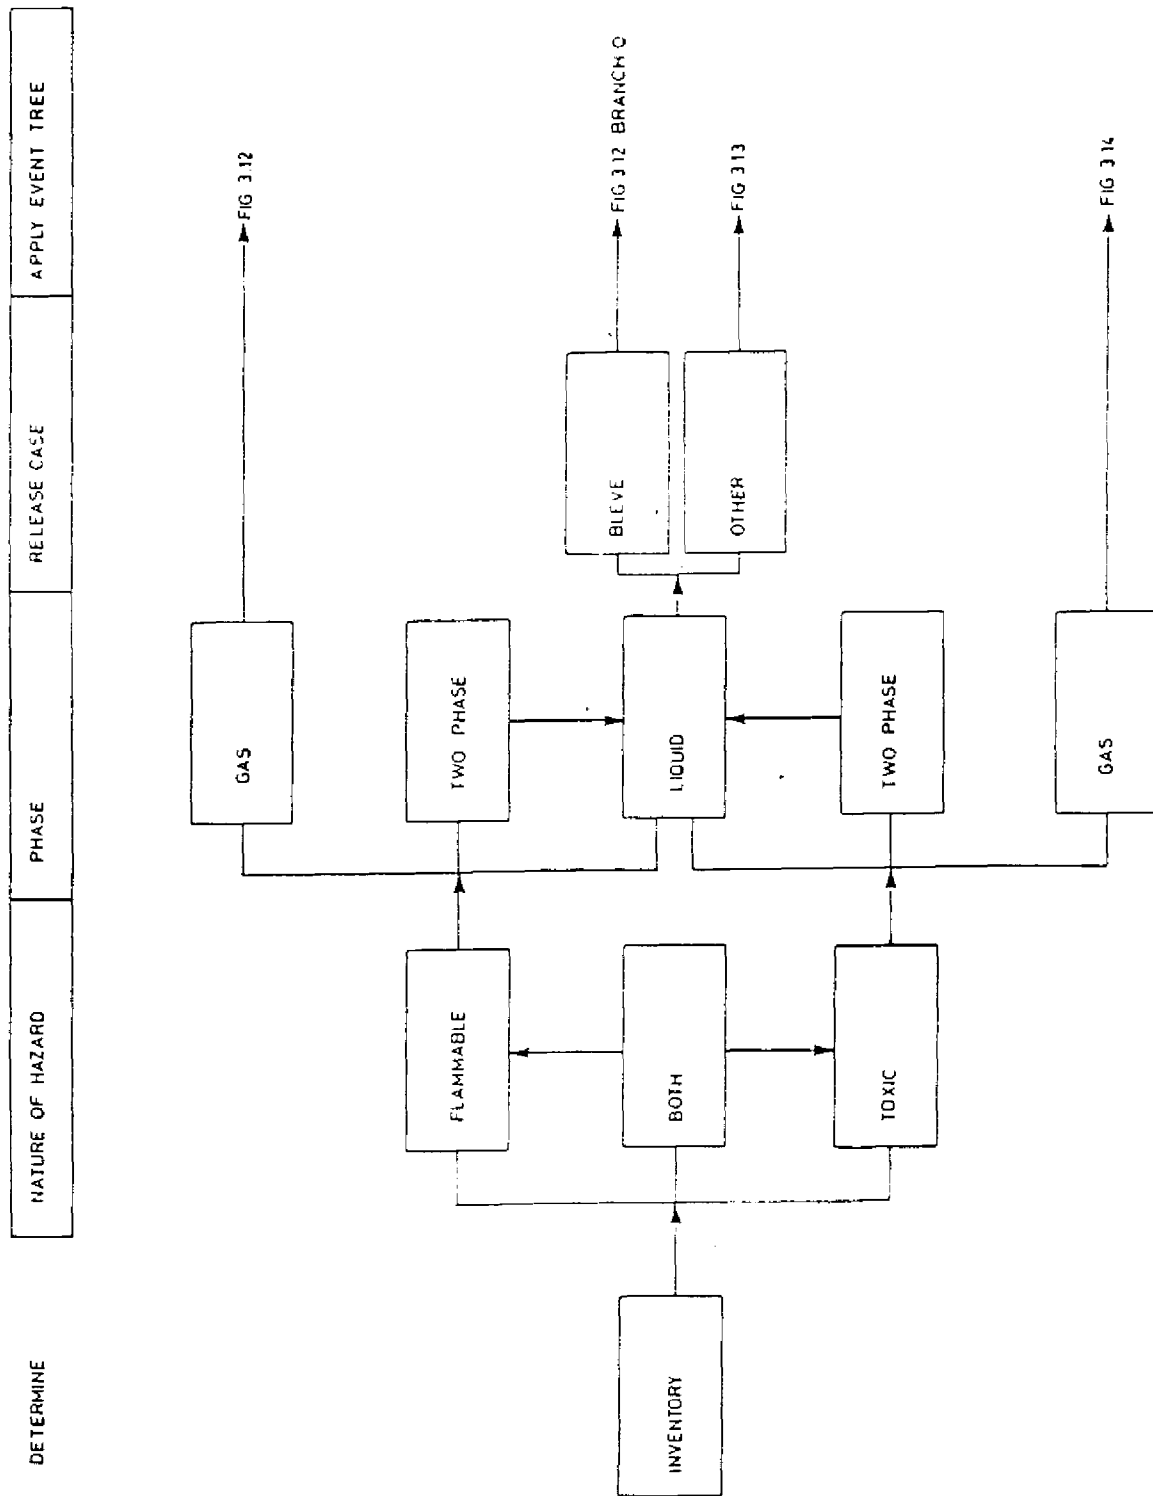 DETERMINE
NATURE OF HAZARD
PHASE
RELEASE CASE
APPLY EVENT TREE
GAS
FIG 3.12
FLAMMABLE
TWO PHASE
BLEVE
FIG 3.12 BRANCH O
INVENTORY
BOTH
LIQUID
OTHER
FIG 3.13
TOXIC
TWO PHASE
GAS
FIG 3.14